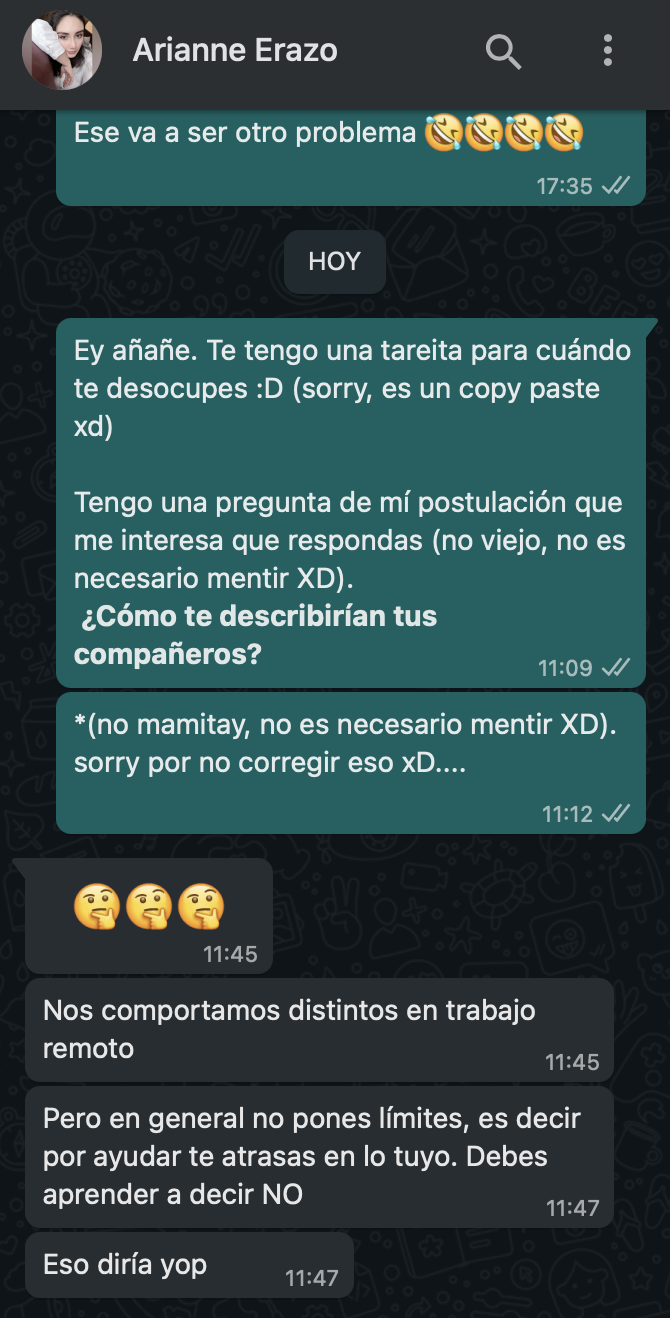 Arianne Erazo
Ese va a ser otro problema 🤣🤣🤣🤣
17:35
HOY
Ey añañe. Te tengo una tareita para cuándo
te desocupes :D (sorry, es un copy paste
xd)
Tengo una pregunta de mí postulación que
me interesa que respondas (no viejo, no es
necesario mentir XD).
¿Cómo te describirían tus
compañeros?
11:09
*(no mamitay, no es necesario mentir XD).
sorry por no corregir eso xD....
11:12
🤔🤔🤔
11:45
Nos comportamos distintos en trabajo
remoto
11:45
Pero en general no pones límites, es decir
por ayudar te atrasas en lo tuyo. Debes
aprender a decir NO
11:47
Eso diría yop
11:47